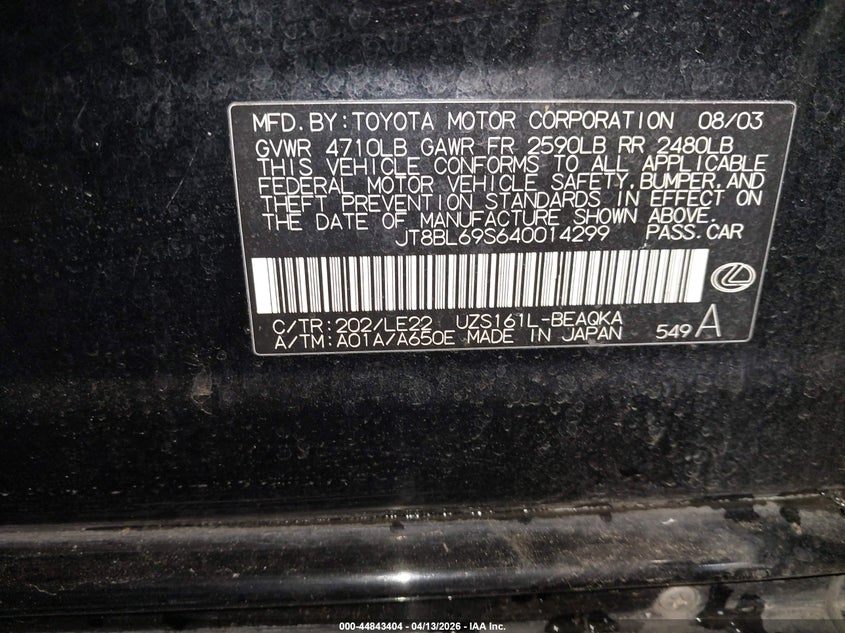 MFD.BY:TOYOTA MOTOR CORPORATION 08/03
GVWR 4710LB GAWR FR 2590LB RR 2480LB
THIS VEHICLE CONFORMS TO ALL APPLICABLE
FEDERAL MOTOR VEHICLE SAFETY,BUMPER,AND
THEFT PREVENTION STANDARDS IN EFFECT ON
THE DATE OF MANUFACTURE SHOWN ABOVE.
JT8BL69S640014299 PASS.CAR
C/TR:202/LE22 UZS161L-BEAQKA
A/TM:A01A/A650E MADE IN JAPAN 549 A
000-44843404 - 04/13/2026 - IAA Inc.